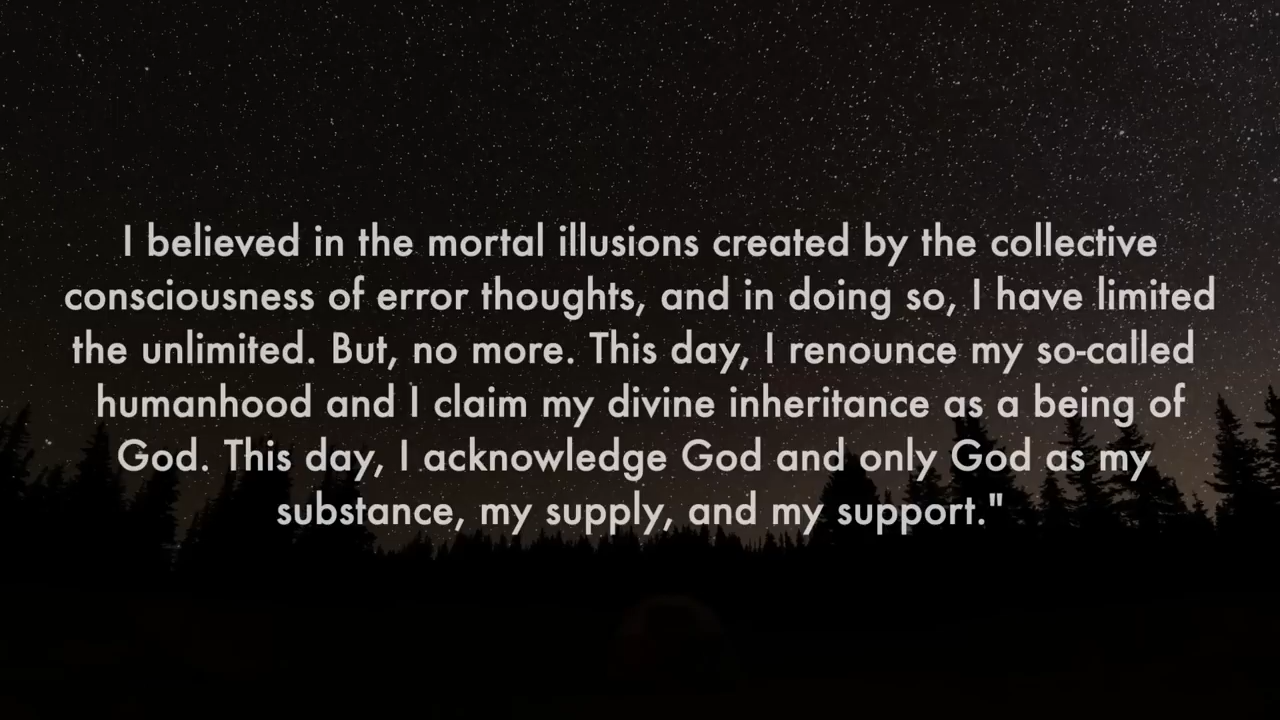 I believed in the mortal illusions created by the collective
consciousness of error thoughts, and in doing so, I have limited
the unlimited. But, no more. This day, I renounce my so-called
humanhood and I claim my divine inheritance as a being of
God. This day, I acknowledge God and only God as my
substance, my supply, and my support."